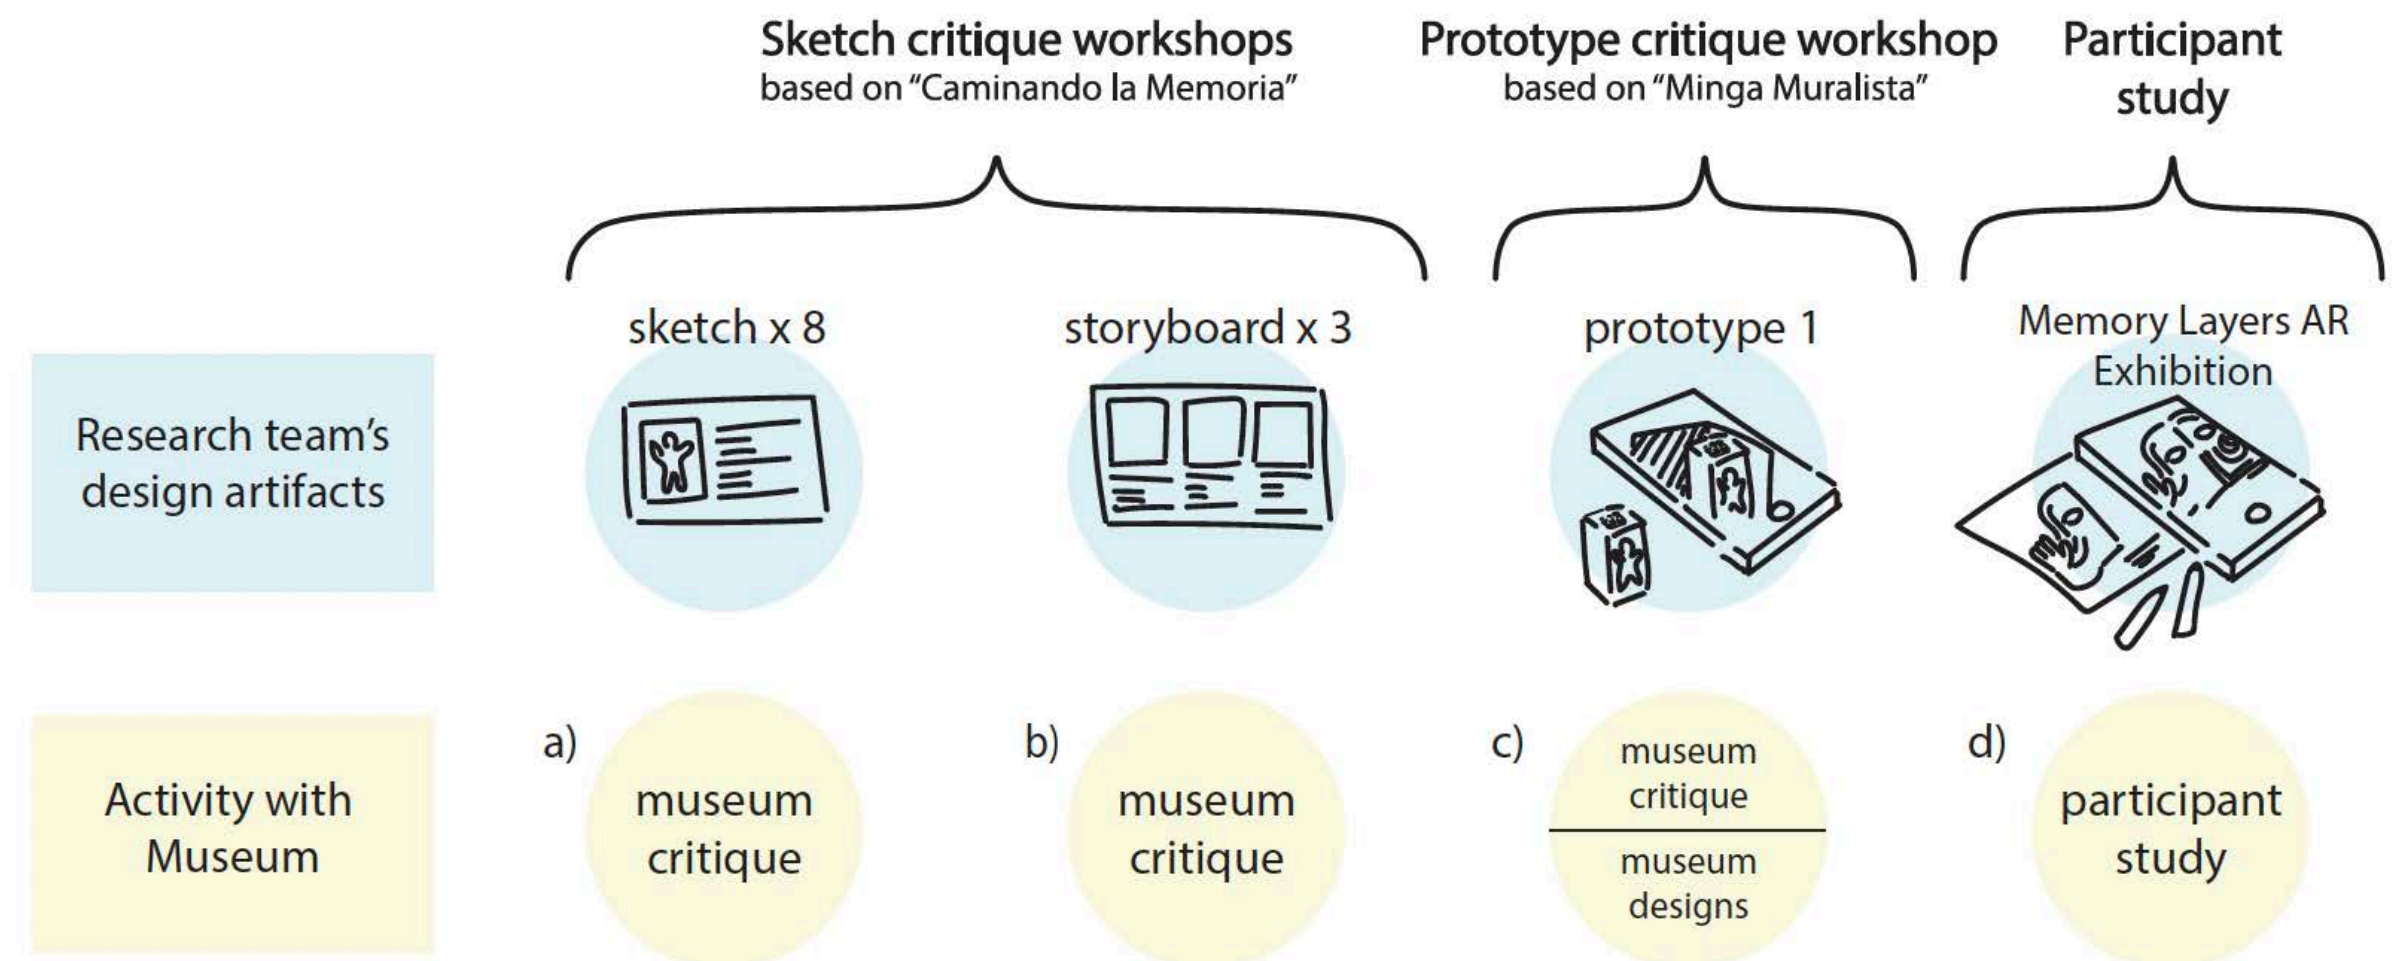 Sketch critique workshops
based on “Caminando la Memoria”
Prototype critique workshop
based on “Minga Muralista”
Participant
study
sketch x 8
storyboard x 3
prototype 1
Memory Layers AR
Exhibition
Research team’s
design artifacts
Activity with
Museum
a)
museum
critique
b)
museum
critique
c)
museum
critique
museum
designs
d)
participant
study